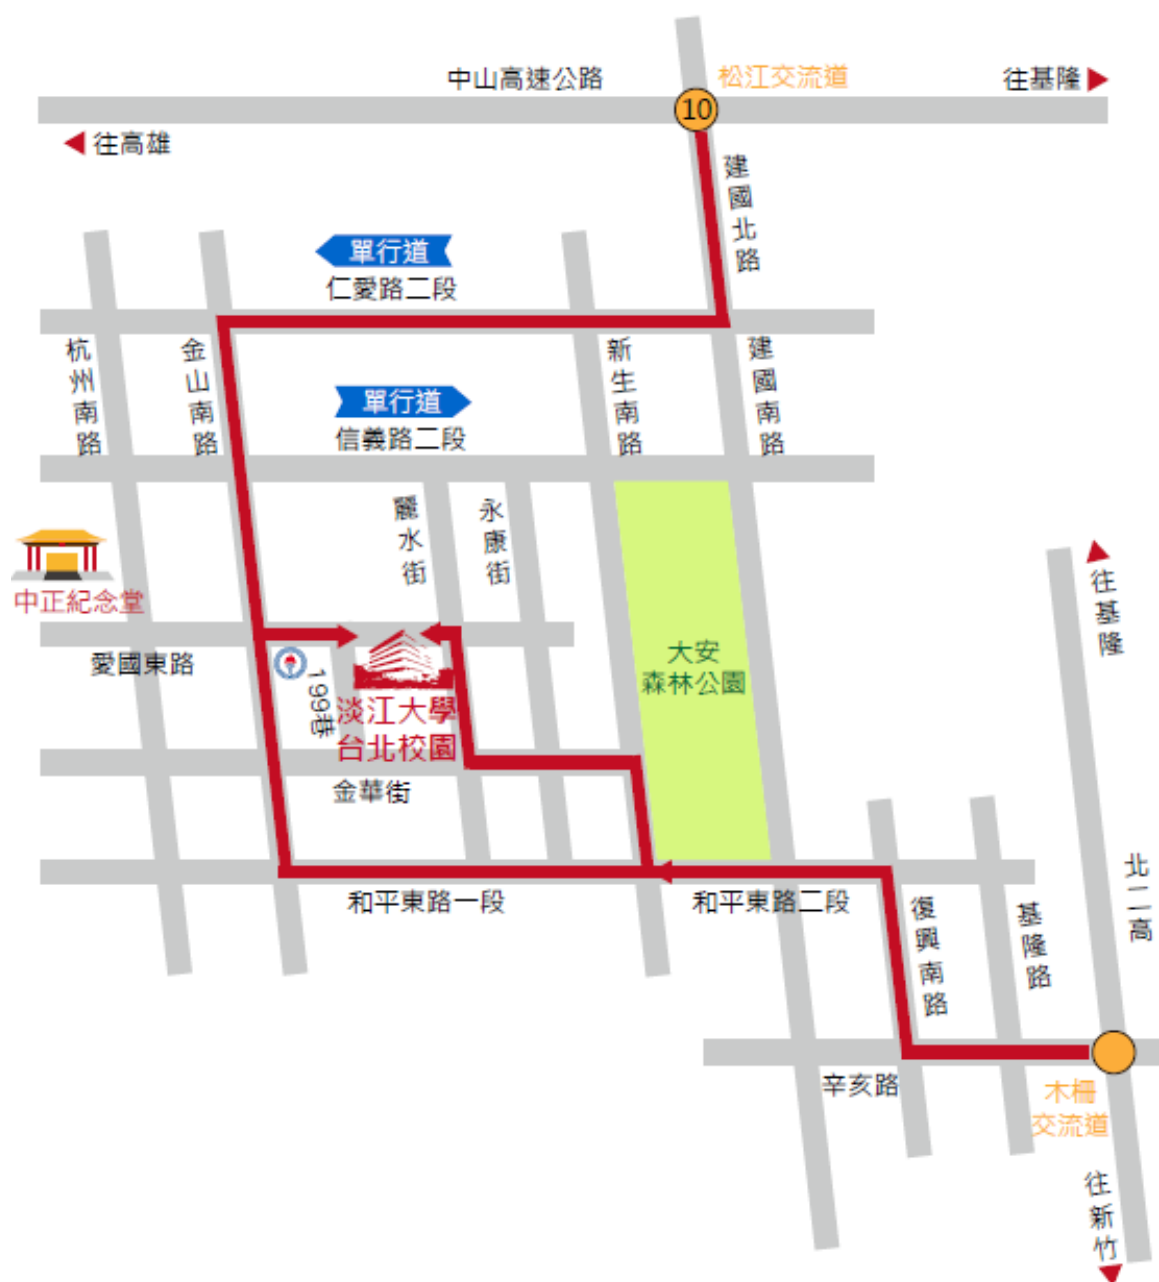 中山高速公路
松江交流道
往基隆
10
往高雄
建國北路
單行道
仁愛路二段
杭州南路
金山南路
新生南路
建國南路
單行道
信義路二段
麗水街
永康街
中正紀念堂
往基隆
愛國東路
199巷
大安
森林公園
淡江大學
台北校園
金華街
和平東路一段
和平東路二段
復興南路
基隆路
北二高
辛亥路
木柵
交流道
往新竹